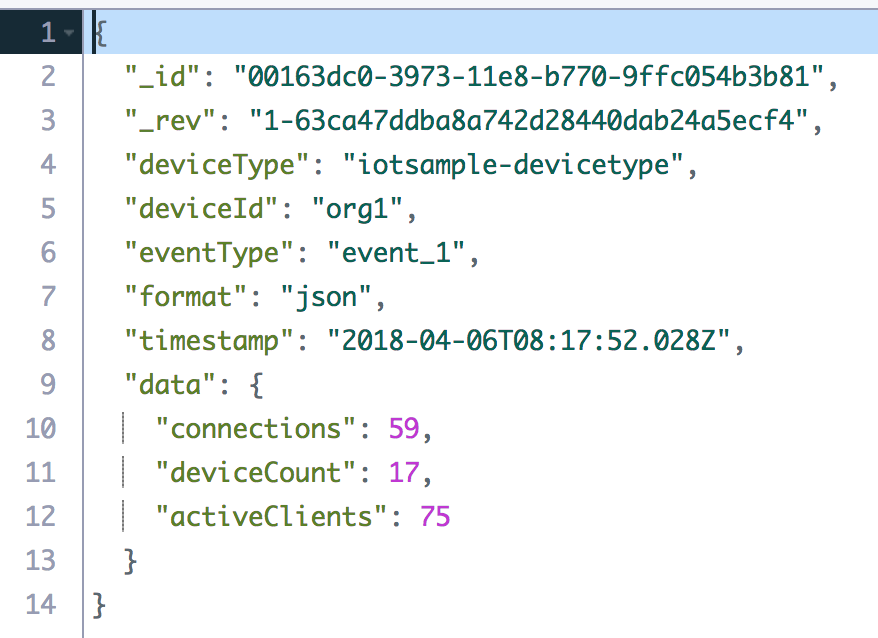 1 {
2 "_id": "00163dc0-3973-11e8-b770-9ffc054b3b81",
3 "_rev": "1-63ca47ddba8a742d28440dab24a5ecf4",
4 "deviceType": "iotsample-devicetype",
5 "deviceId": "org1",
6 "eventType": "event_1",
7 "format": "json",
8 "timestamp": "2018-04-06T08:17:52.028Z",
9 "data": {
10 "connections": 59,
11 "deviceCount": 17,
12 "activeClients": 75
13 }
14 }